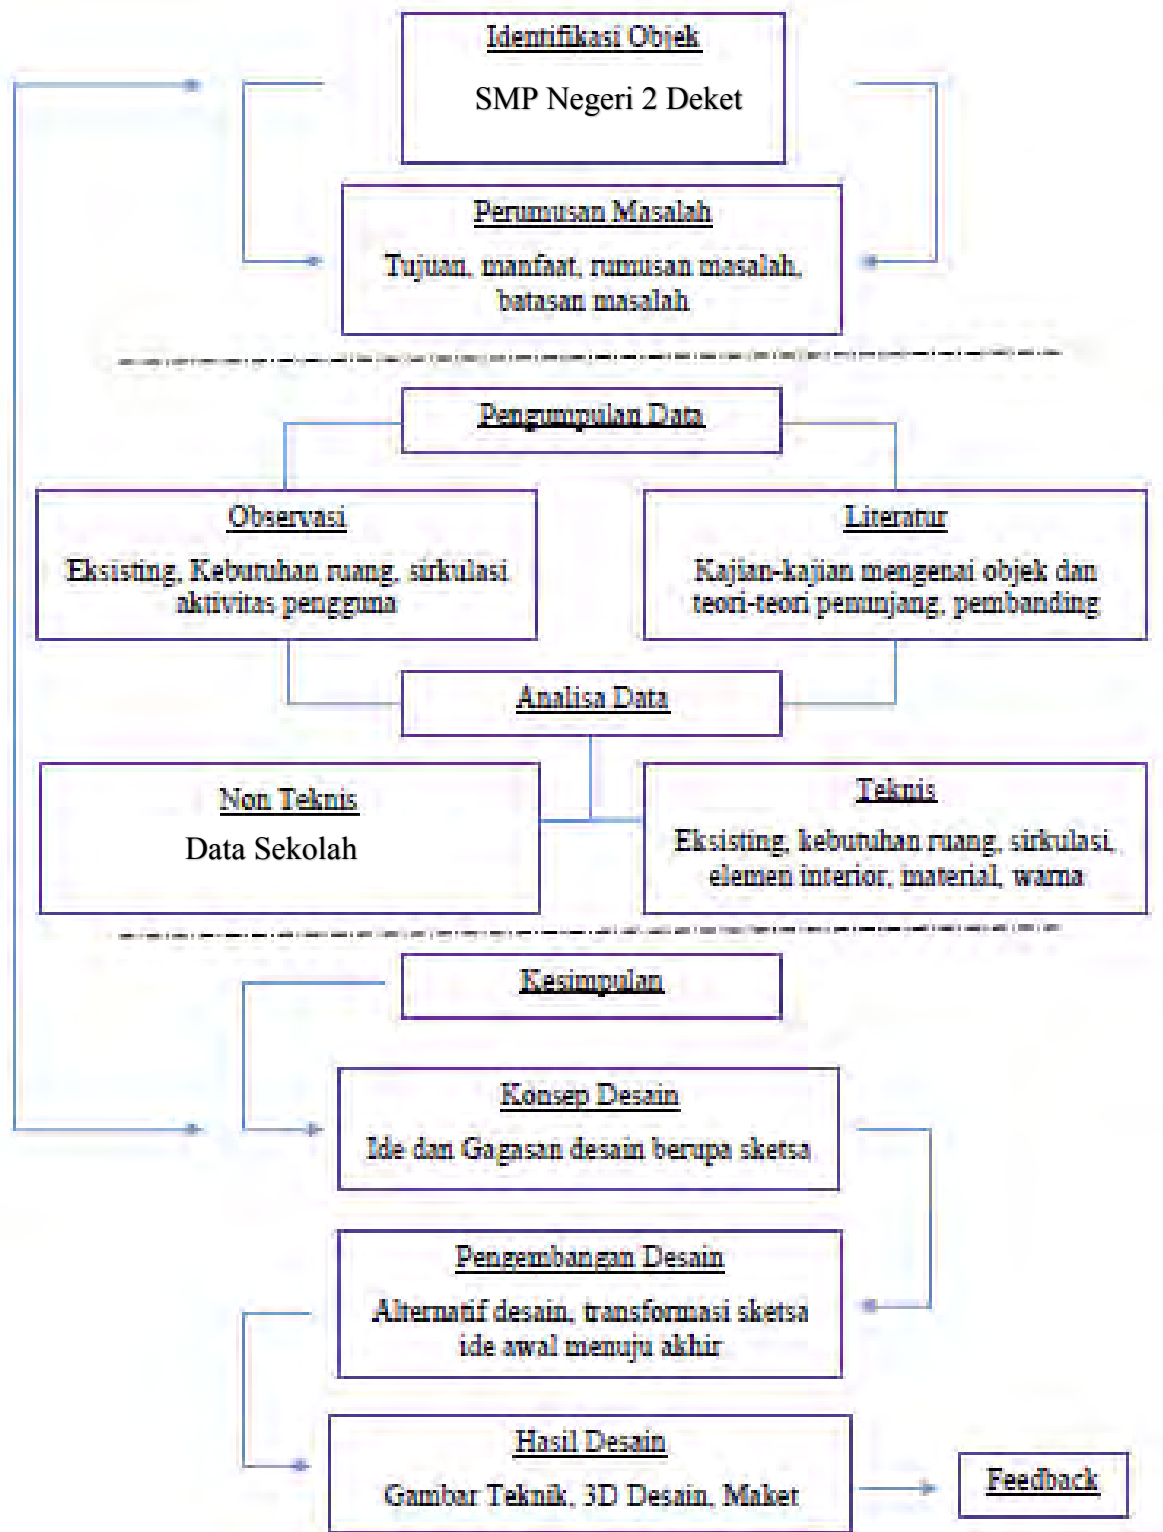 Identifikasi Objek
SMP Negeri 2 Deket
Perumusan Masalah
Tujuan, manfaat, rumusan masalah,
batasan masalah
Pengumpulan Data
Observasi
Eksisting, Kebutuhan ruang, sirkulasi
aktivitas pengguna
Literatur
Kajian-kajian mengenai objek dan
teori-teori penunjang, pembanding
Analisa Data
Non Teknis
Data Sekolah
Teknis
Eksisting, kebutuhan ruang, sirkulasi,
elemen interior, material, warna
Kesimpulan
Konsep Desain
Ide dan Gagasan desain berupa sketsa
Pengembangan Desain
Alternatif desain, transformasi sketsa
ide awal menuju akhir
Hasil Desain
Gambar Teknik, 3D Desain, Maket
Feedback